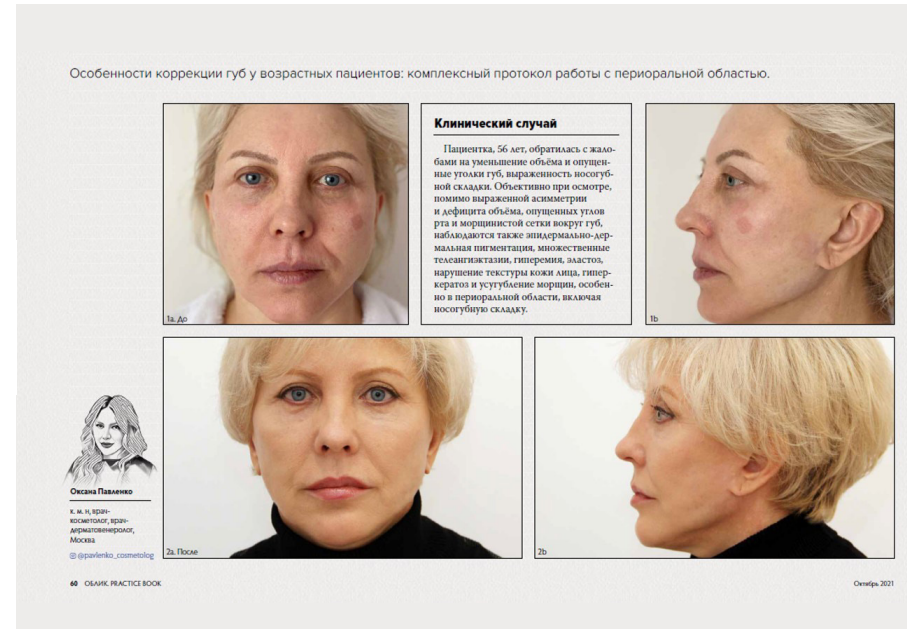 Особенности коррекции губ у возрастных пациентов: комплексный протокол работы с периоральной областью.
1a. До
Клинический случай
Пациентка, 56 лет, обратилась с жало-
бами на уменьшение объёма и опущен-
ные уголки губ, выраженность носогуб-
ной складки. Объективно при осмотре,
помимо выраженной асимметрии
и дефицита объёма, опущенных углов
рта и морщинистой сетки вокруг губ,
наблюдаются также эпидермально-дер-
мальная пигментация, множественные
телеангиэктазии, гиперемия, эластоз,
нарушение текстуры кожи лица, гипер-
кератоз и усугубление морщин, особен-
но в периоральной области, включая
носогубную складку.
1b
Оксана Павленко
к. м. н, врач-
косметолог, врач-
дерматовенеролог,
Москва
@pavlenko_cosmetolog
2a. После
2b
60 ОБЛИК. PRACTICE BOOK
Октябрь 2021